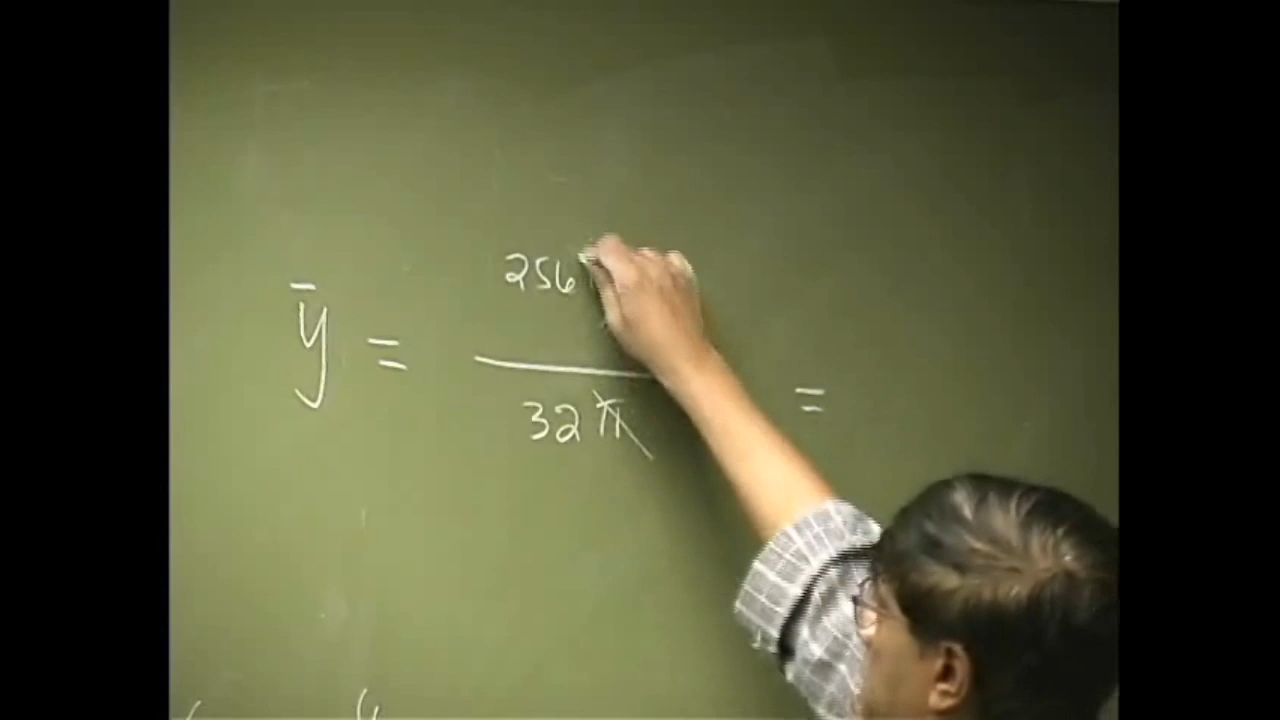 ȳ = 256 =
32π